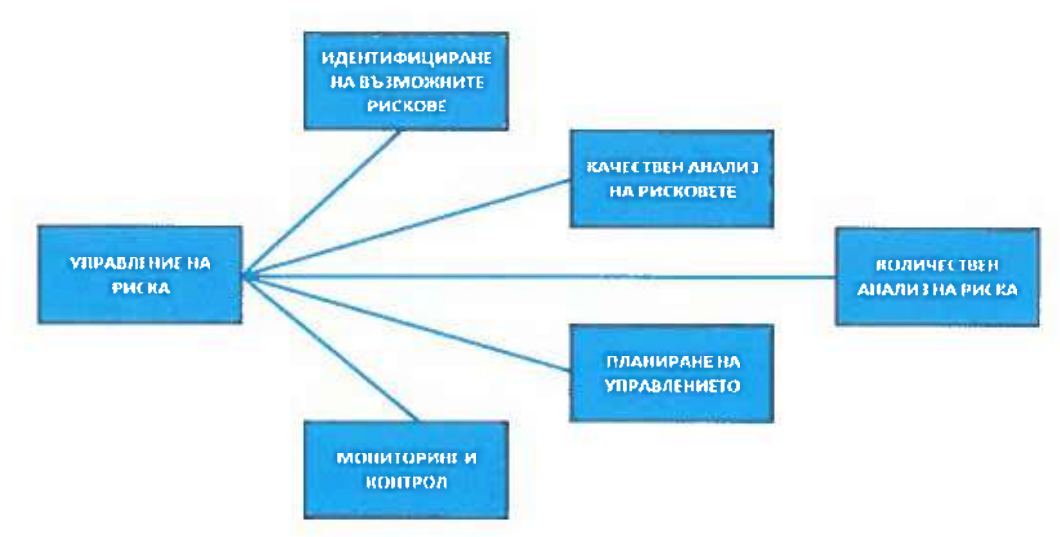 ИДЕНТИФИЦИРАНЕ
НА ВЪЗМОЖНИТЕ
РИСКОВЕ
КАЧЕСТВЕН АНАЛИЗ
НА РИСКОВЕТЕ
УПРАВЛЕНИЕ НА
РИСКА
КОЛИЧЕСТВЕН
АНАЛИЗ НА РИСКА
ПЛАНИРАНЕ НА
УПРАВЛЕНИЕТО
МОНИТОРИНГ И
КОНТРОЛ